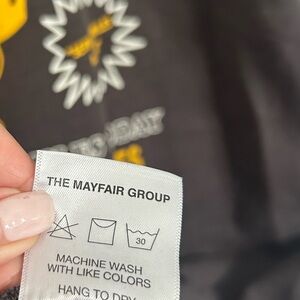 THE MAYFAIR GROUP
30
MACHINE WASH
WITH LIKE COLORS
HANG TO DRY